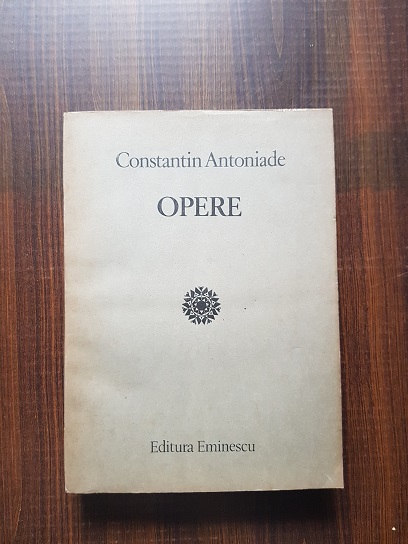 Constantin Antoniade
OPERE
Editura Eminescu